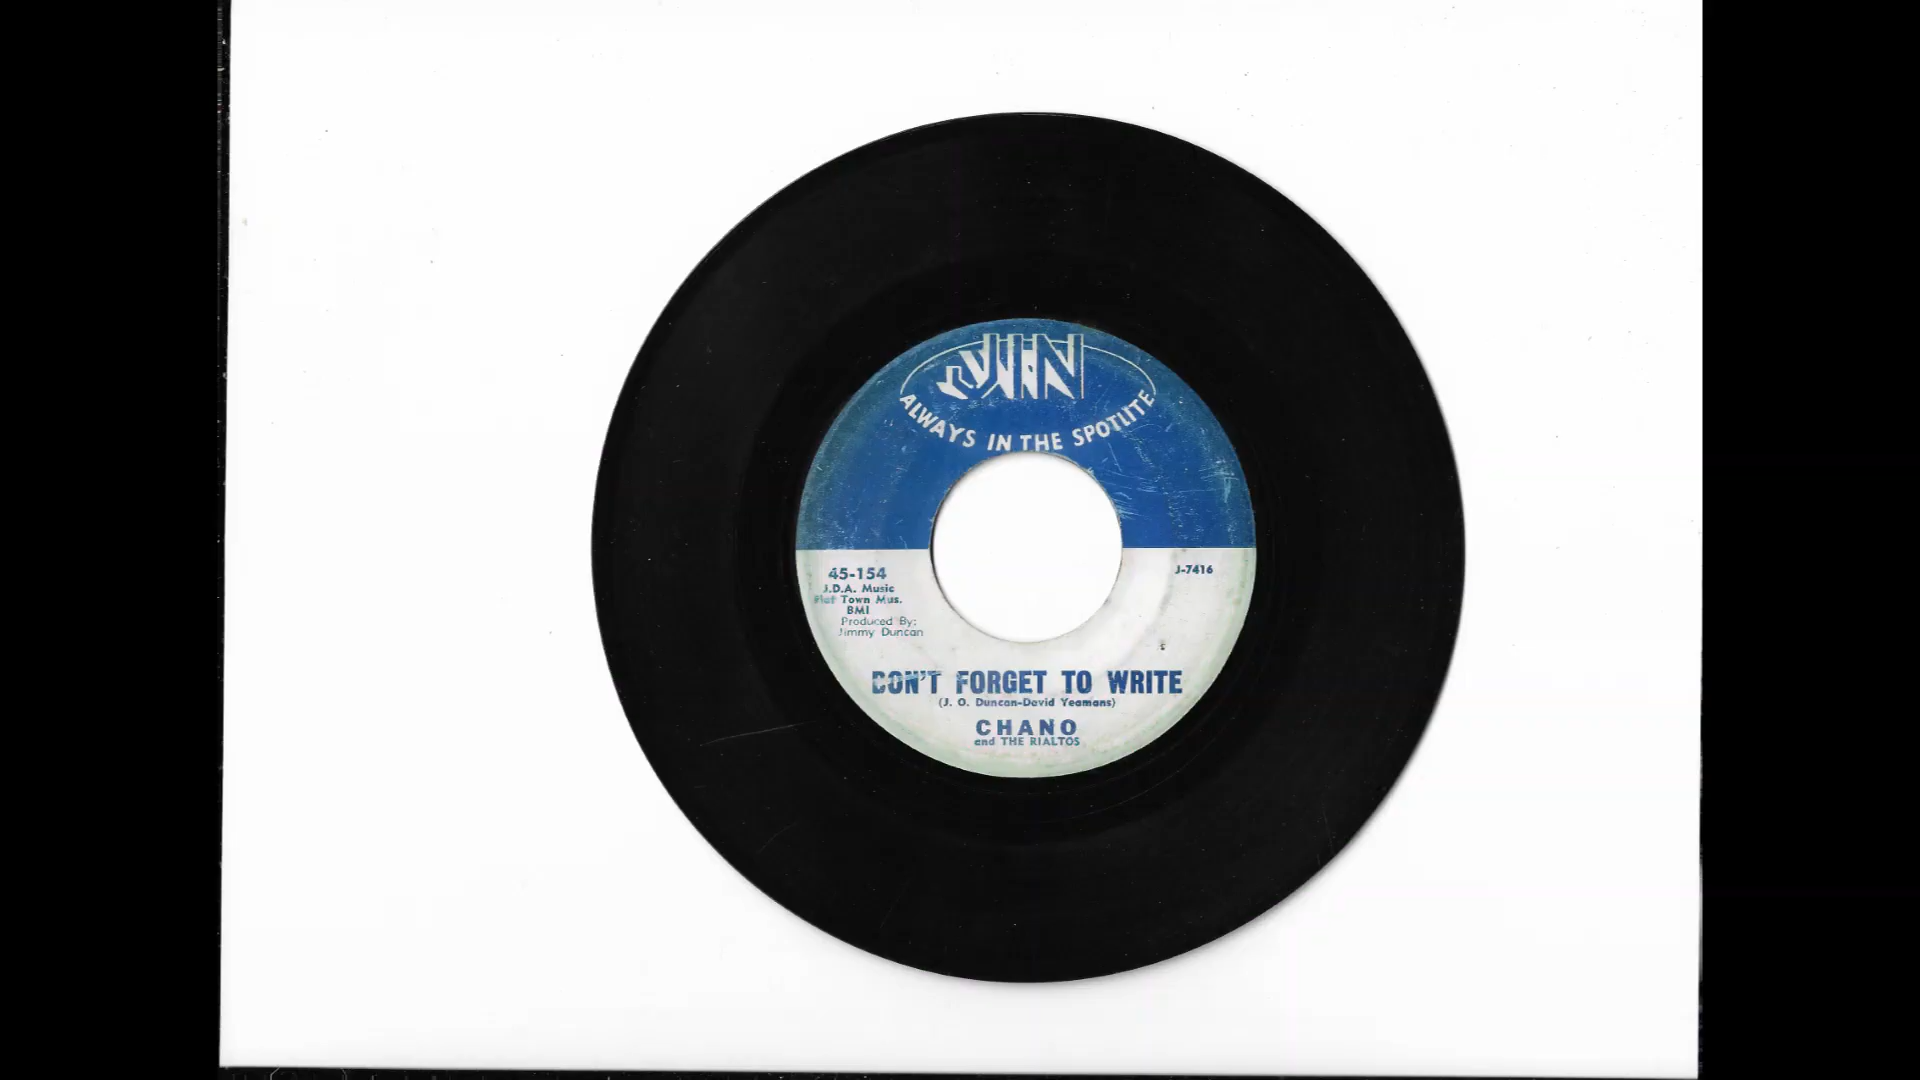 JIN
ALWAYS IN THE SPOTLITE
45-154
J.D.A. Music
Flat Town Mus.
BMI
Produced By:
Jimmy Duncan
J-7416
DON'T FORGET TO WRITE
(J. O. Duncan-David Yeamans)
CHANO
and THE RIALTOS